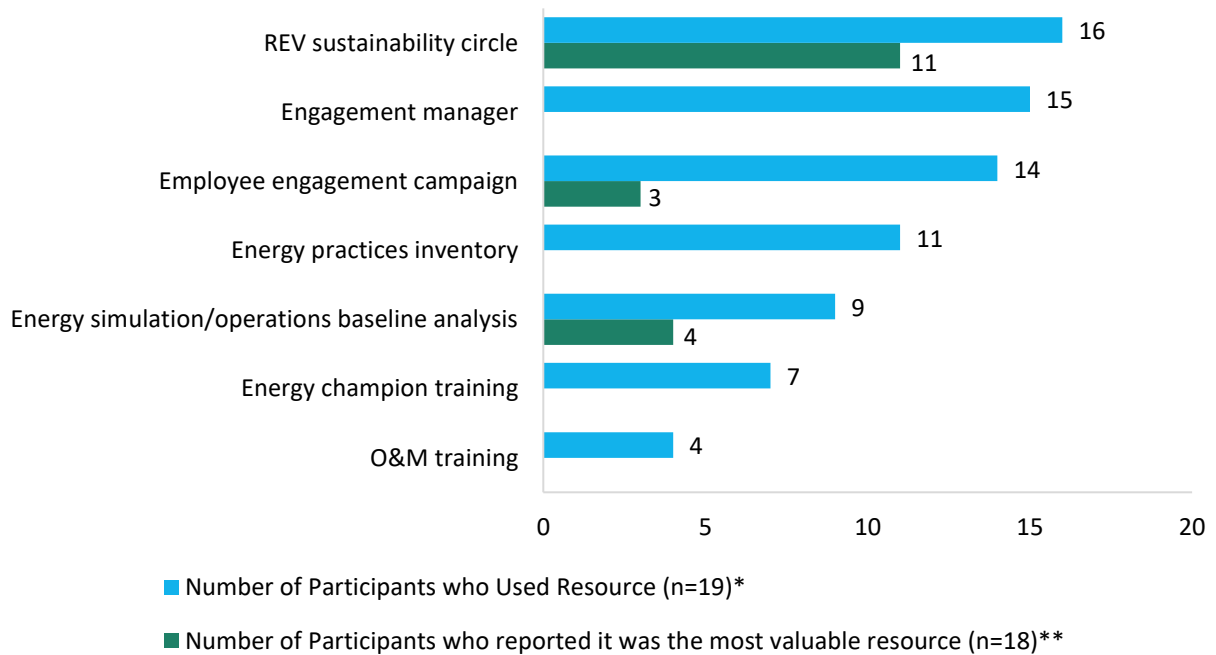 REV sustainability circle
16
11
Engagement manager
15
Employee engagement campaign
14
3
Energy practices inventory
11
Energy simulation/operations baseline analysis
9
4
Energy champion training
7
O&M training
4
0 5 10 15 20
Number of Participants who Used Resource (n=19)*
Number of Participants who reported it was the most valuable resource (n=18)**